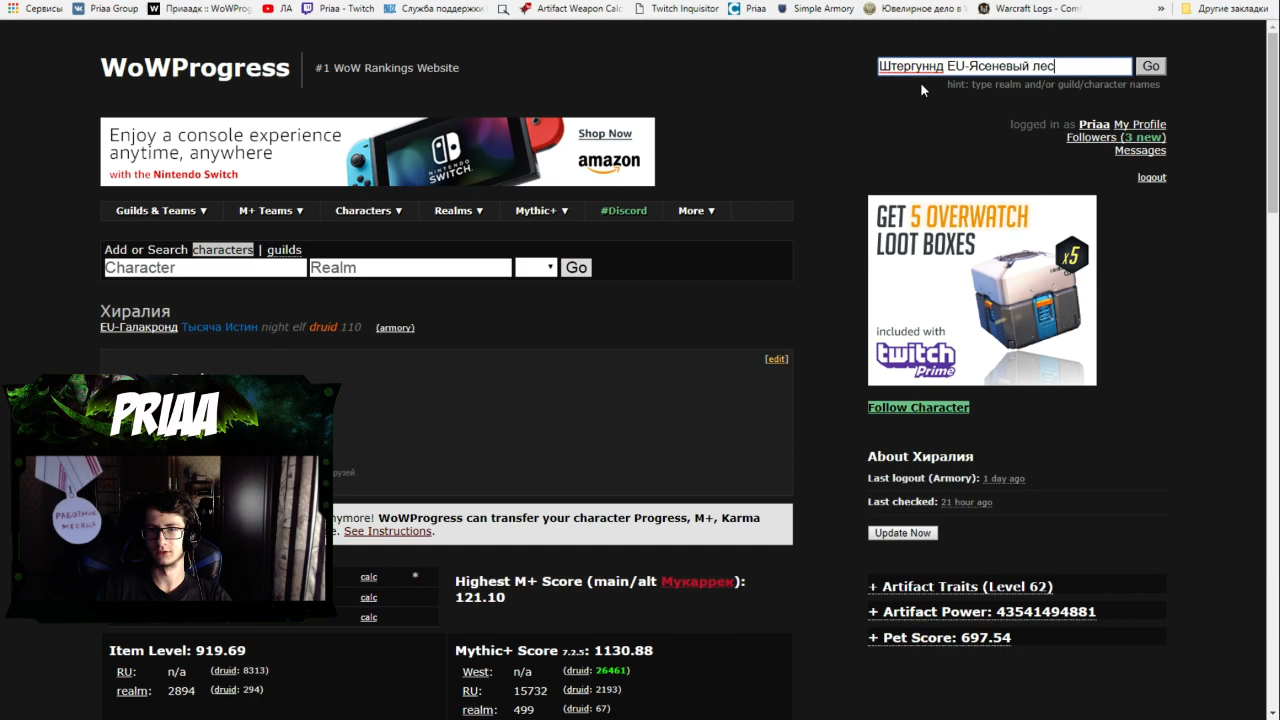 Сервисы Priaa Group Приаадк :: WoWProg ЛА Priaa - Twitch Служба поддержки Artifact Weapon Calc Twitch Inquisitor Priaa Simple Armory Ювелирное дело в Warcraft Logs - Coml » Другие закладки
WoWProgress #1 WoW Rankings Website
Штергуннд EU-Ясеневый лес Go
hint: type realm and/or guild/character names
logged in as Priaa My Profile
Followers (3 new)
Messages
logout
Enjoy a console experience
anytime, anywhere
with the Nintendo Switch
NINTENDO
SWITCH
Shop Now
amazon
Guilds & Teams ▼ M+ Teams ▼ Characters ▼ Realms ▼ Mythic+ ▼ #Discord More ▼
Add or Search characters | guilds
Character Realm Go
Хиралия
EU-Галакронд Тысяча Истин night elf druid 110 (armory)
[edit]
GET 5 OVERWATCH
LOOT BOXES
x5
included with
twitch
Prime
Follow Character
About Хиралия
Last logout (Armory): 1 day ago
Last checked: 21 hour ago
Update Now
+ Artifact Traits (Level 62)
+ Artifact Power: 43541494881
+ Pet Score: 697.54
PRIAA
РАБОТНИК
МЕСЯЦА
рузей.
nymore! WoWProgress can transfer your character Progress, M+, Karma
e. See Instructions.
calc *
calc
calc
Highest M+ Score (main/alt Мукаррек):
121.10
Item Level: 919.69
RU: n/a (druid: 8313)
realm: 2894 (druid: 294)
Mythic+ Score 7.2.5: 1130.88
West: n/a (druid: 26461)
RU: 15732 (druid: 2193)
realm: 499 (druid: 67)